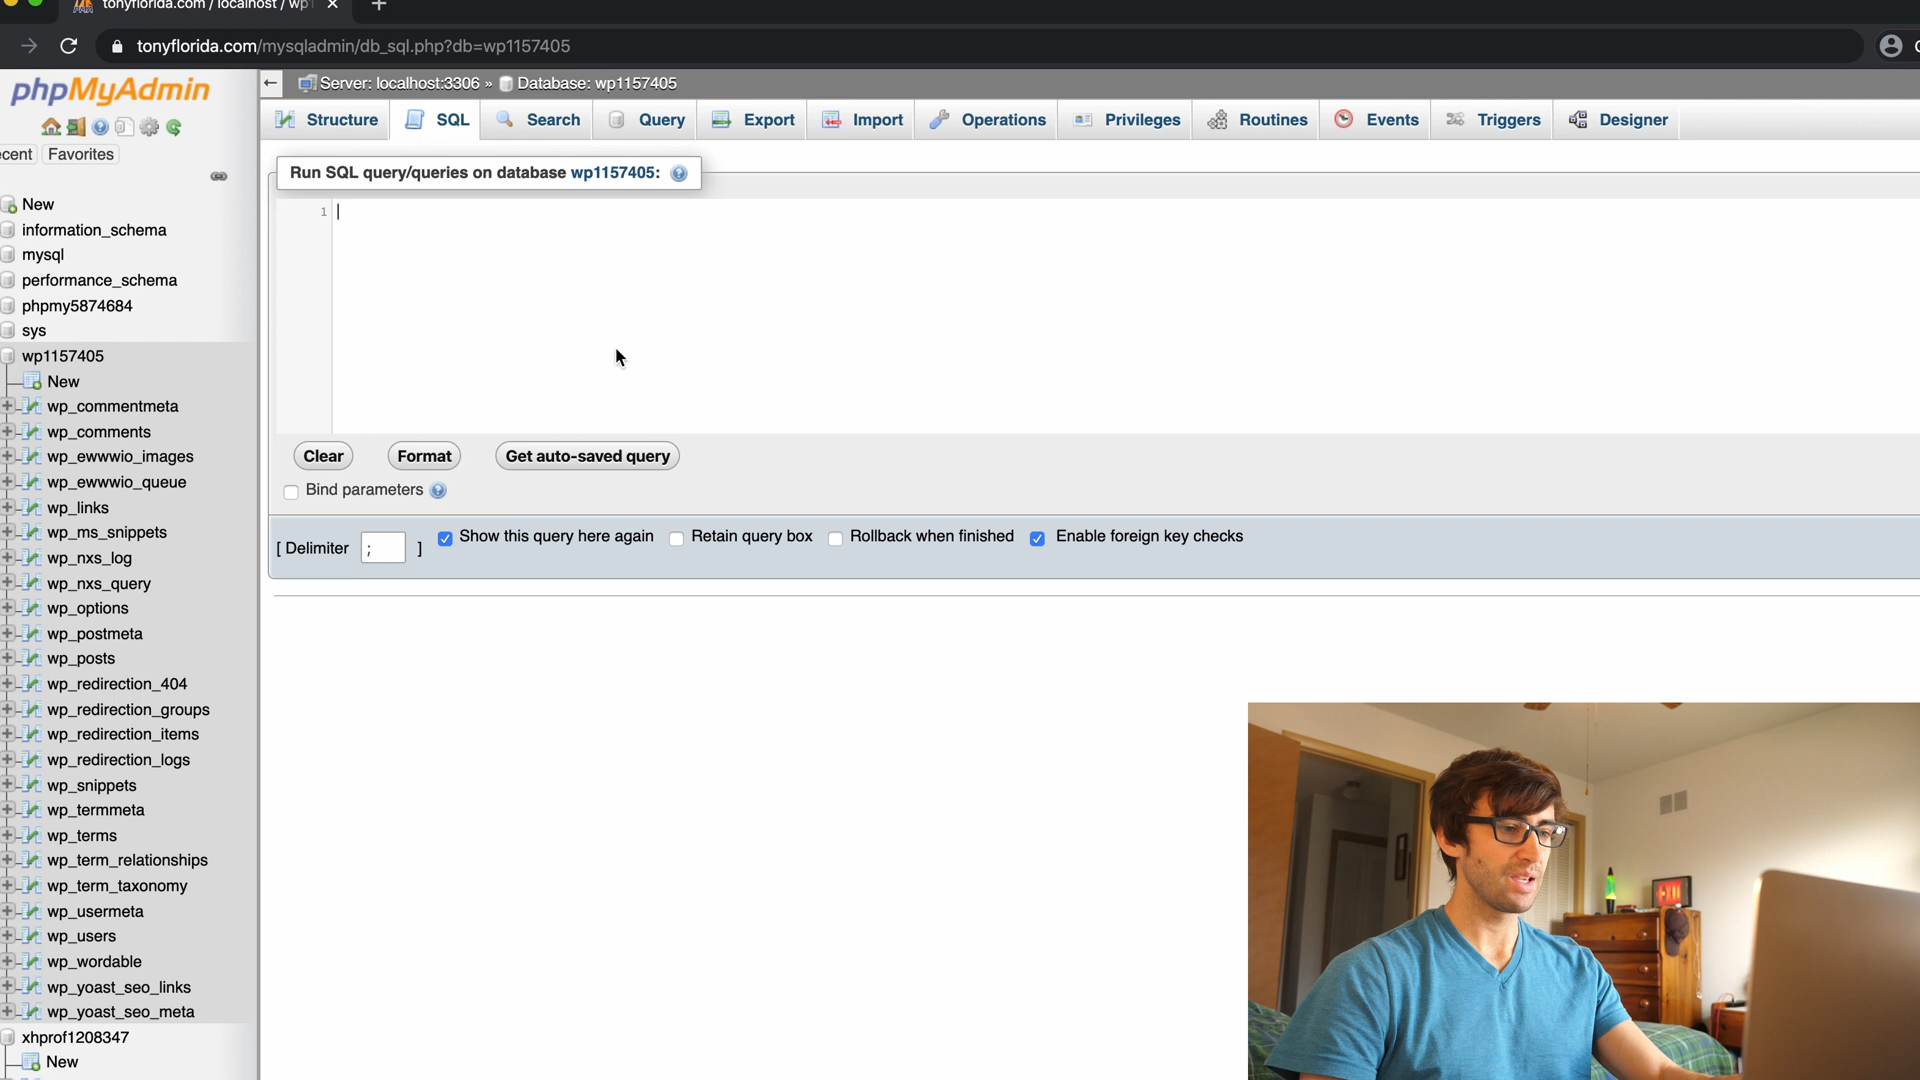 tonyflorida.com / localhost / wp1
tonyflorida.com/mysqladmin/db_sql.php?db=wp1157405
phpMyAdmin
Server: localhost:3306 » Database: wp1157405
Structure SQL Search Query Export Import Operations Privileges Routines Events Triggers Designer
ecent Favorites
Run SQL query/queries on database wp1157405:
1
New
information_schema
mysql
performance_schema
phpmy5874684
sys
wp1157405
New
wp_commentmeta
wp_comments
wp_ewwwio_images
wp_ewwwio_queue
wp_links
wp_ms_snippets
wp_nxs_log
wp_nxs_query
wp_options
wp_postmeta
wp_posts
wp_redirection_404
wp_redirection_groups
wp_redirection_items
wp_redirection_logs
wp_snippets
wp_termmeta
wp_terms
wp_term_relationships
wp_term_taxonomy
wp_usermeta
wp_users
wp_wordable
wp_yoast_seo_links
wp_yoast_seo_meta
xhprof1208347
New
Clear Format Get auto-saved query
Bind parameters
[ Delimiter ; ] Show this query here again Retain query box Rollback when finished Enable foreign key checks